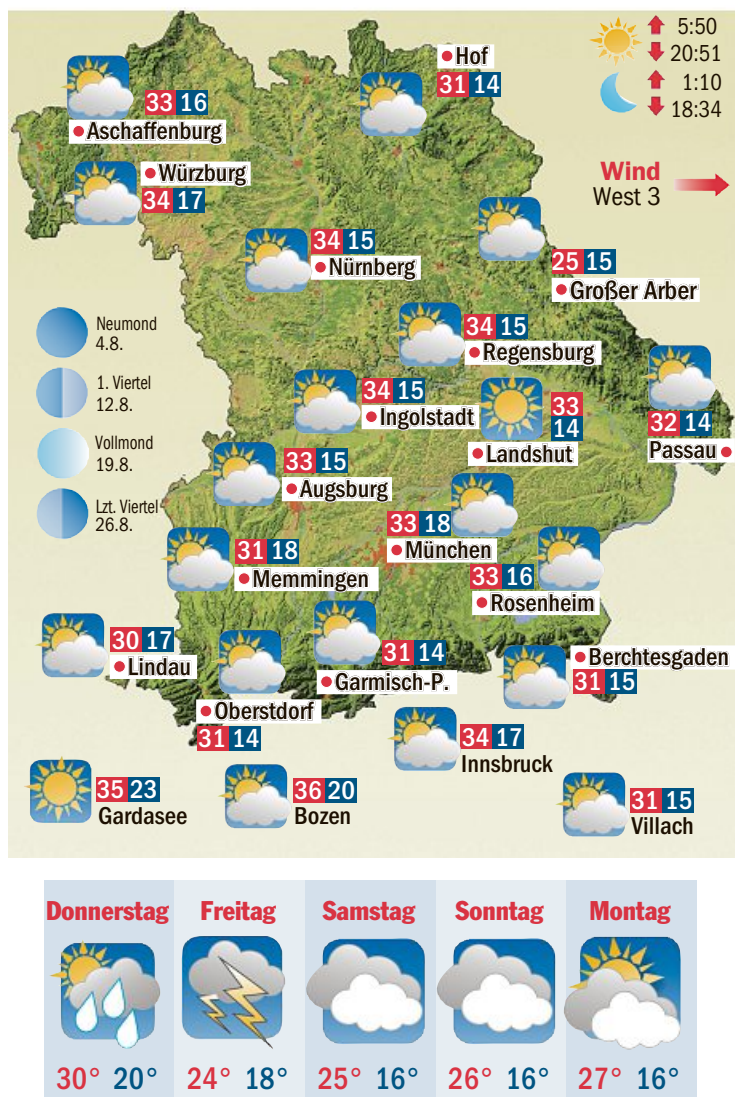 5:50
20:51
1:10
18:34
Wind
West 3
Hof
31 14
33 16
Aschaffenburg
Würzburg
34 17
34 15
Nürnberg
25 15
Großer Arber
Neumond
4.8.
1. Viertel
12.8.
Vollmond
19.8.
Lzt. Viertel
26.8.
34 15
Regensburg
34 15
Ingolstadt
33
14
Landshut
32 14
Passau
33 15
Augsburg
33 18
München
31 18
Memmingen
33 16
Rosenheim
30 17
Lindau
31 14
Garmisch-P.
Berchtesgaden
31 15
Oberstdorf
31 14
34 17
Innsbruck
35 23
Gardasee
36 20
Bozen
31 15
Villach
Donnerstag Freitag Samstag Sonntag Montag
30° 20° 24° 18° 25° 16° 26° 16° 27° 16°